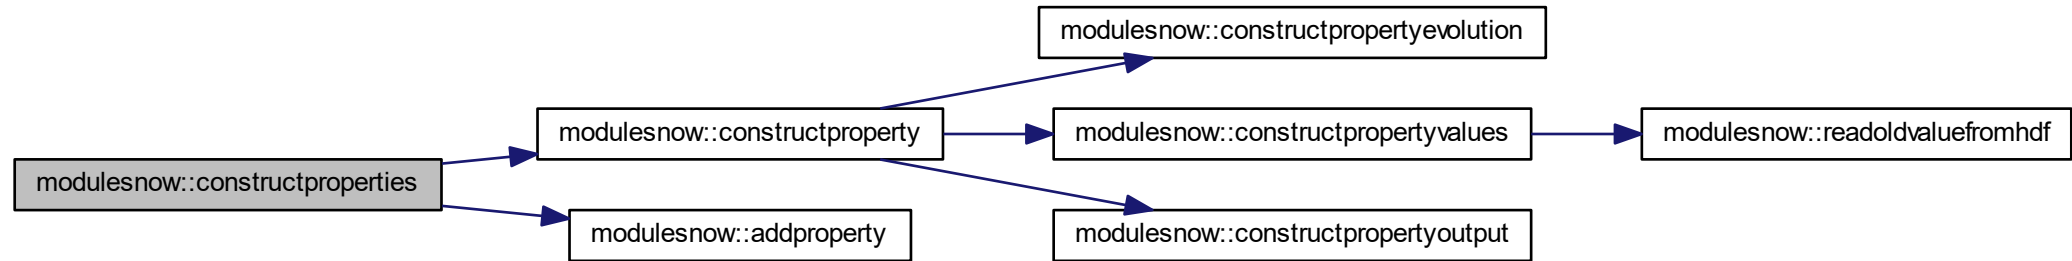 modulesnow::constructproperties
modulesnow::constructproperty
modulesnow::addproperty
modulesnow::constructpropertyevolution
modulesnow::constructpropertyvalues
modulesnow::constructpropertyoutput
modulesnow::readoldvaluefromhdf